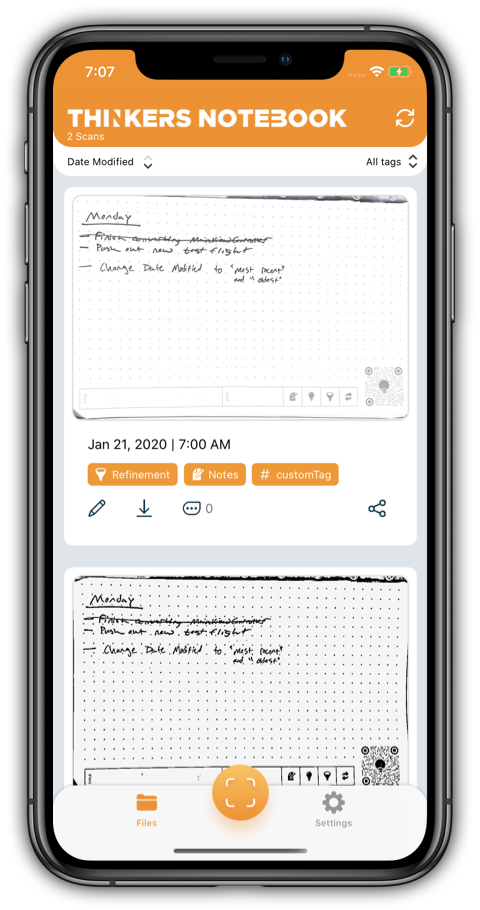 7:07
THINKERS NOTEBOOK
2 Scans
Date Modified
All tags
Monday
— Finish converting MainViewController
— Push out new test flight
— Change Date Modified to "most recent"
and "oldest"
Jan 21, 2020 | 7:00 AM
Refinement
Notes
# customTag
0
Monday
— Finish converting MainViewController
— Push out new test flight
— Change Date Modified to "most recent"
and "oldest"
TITLE
Files
Settings